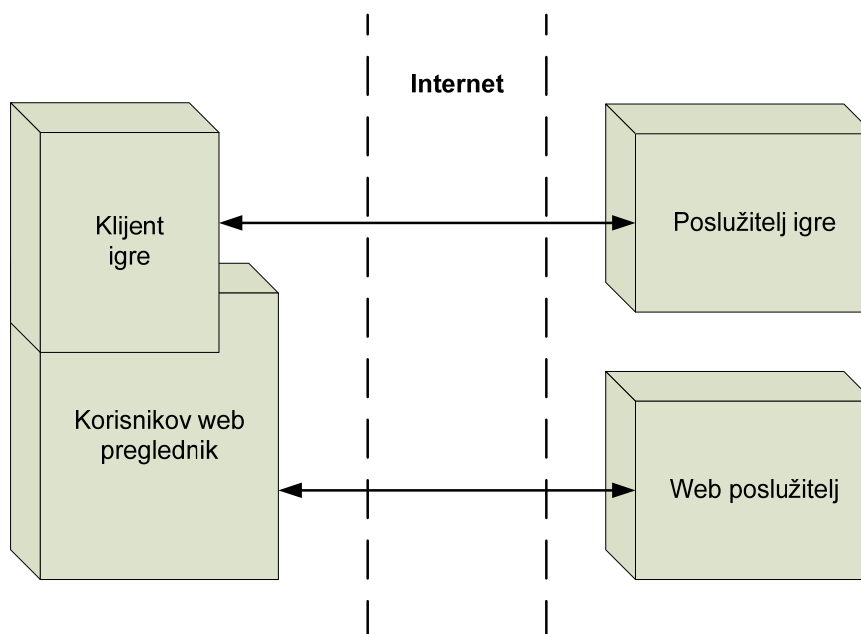 Internet
Klijent
igre
Poslužitelj igre
Korisnikov web
preglednik
Web poslužitelj